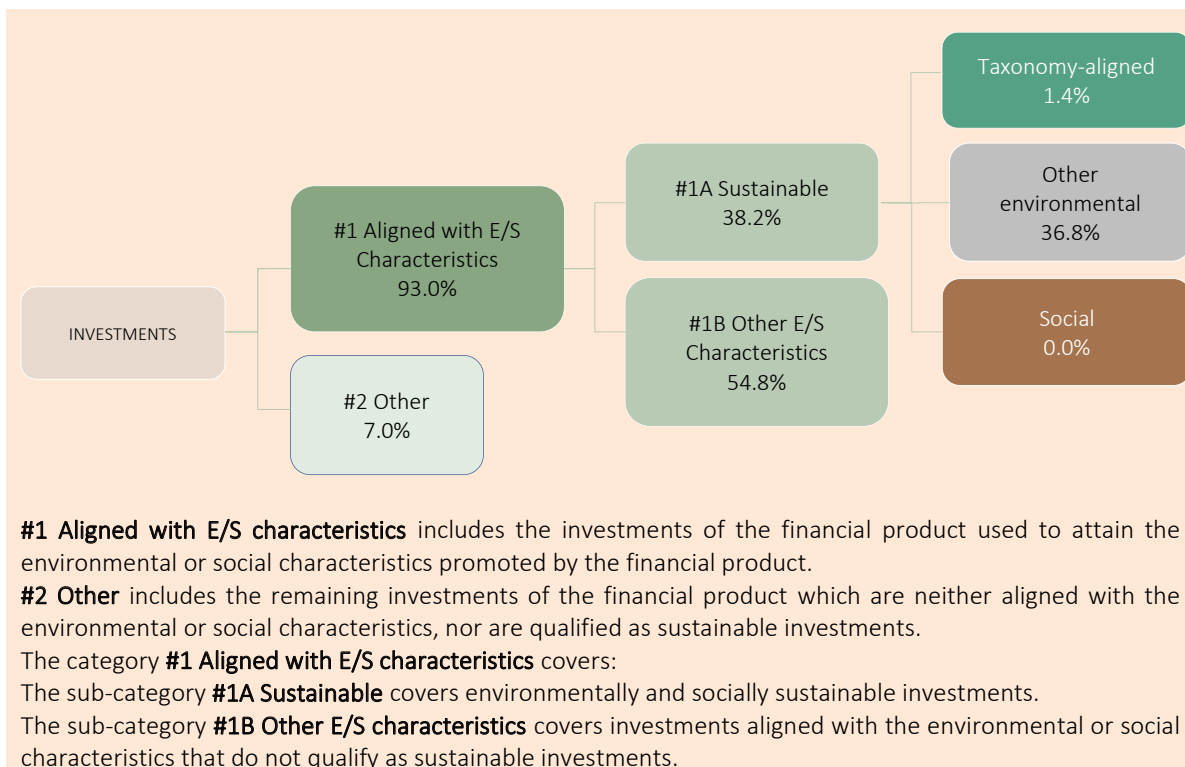 Taxonomy-aligned
1.4%
Other
environmental
36.8%
Social
0.0%
#1A Sustainable
38.2%
#1B Other E/S
Characteristics
54.8%
#1 Aligned with E/S
Characteristics
93.0%
#2 Other
7.0%
INVESTMENTS
#1 Aligned with E/S characteristics includes the investments of the financial product used to attain the
environmental or social characteristics promoted by the financial product.
#2 Other includes the remaining investments of the financial product which are neither aligned with the
environmental or social characteristics, nor are qualified as sustainable investments.
The category #1 Aligned with E/S characteristics covers:
The sub-category #1A Sustainable covers environmentally and socially sustainable investments.
The sub-category #1B Other E/S characteristics covers investments aligned with the environmental or social
characteristics that do not qualify as sustainable investments.